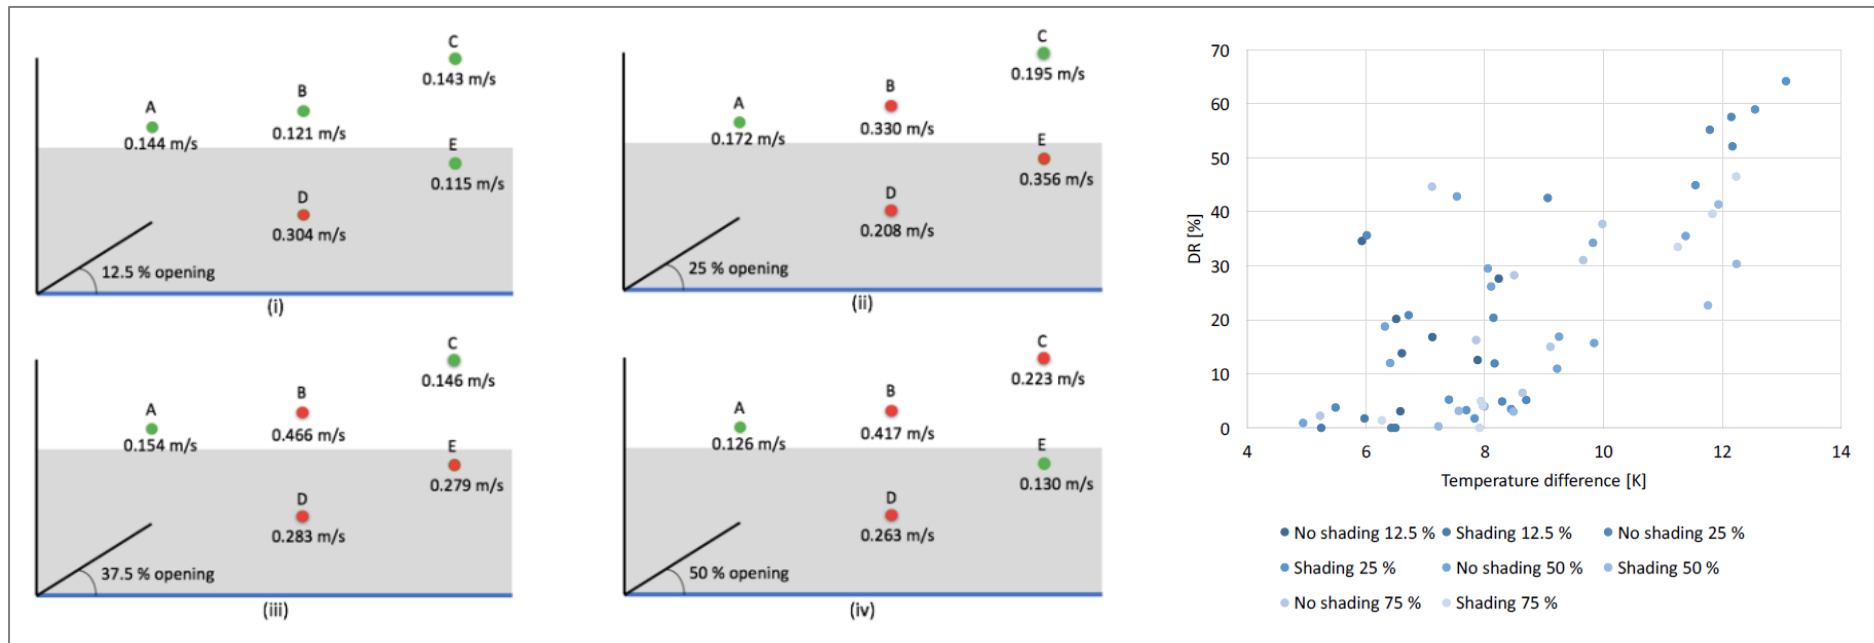 C
0.143 m/s
A
0.144 m/s
B
0.121 m/s
E
0.115 m/s
D
0.304 m/s
12.5 % opening
(i)
C
0.195 m/s
A
0.172 m/s
B
0.330 m/s
E
0.356 m/s
D
0.208 m/s
25 % opening
(ii)
C
0.146 m/s
A
0.154 m/s
B
0.466 m/s
E
0.279 m/s
D
0.283 m/s
37.5 % opening
(iii)
C
0.223 m/s
A
0.126 m/s
B
0.417 m/s
E
0.130 m/s
D
0.263 m/s
50 % opening
(iv)
DR [%]
70
60
50
40
30
20
10
0
4 6 8 10 12 14
Temperature difference [K]
No shading 12.5 % Shading 12.5 % No shading 25 %
Shading 25 % No shading 50 % Shading 50 %
No shading 75 % Shading 75 %